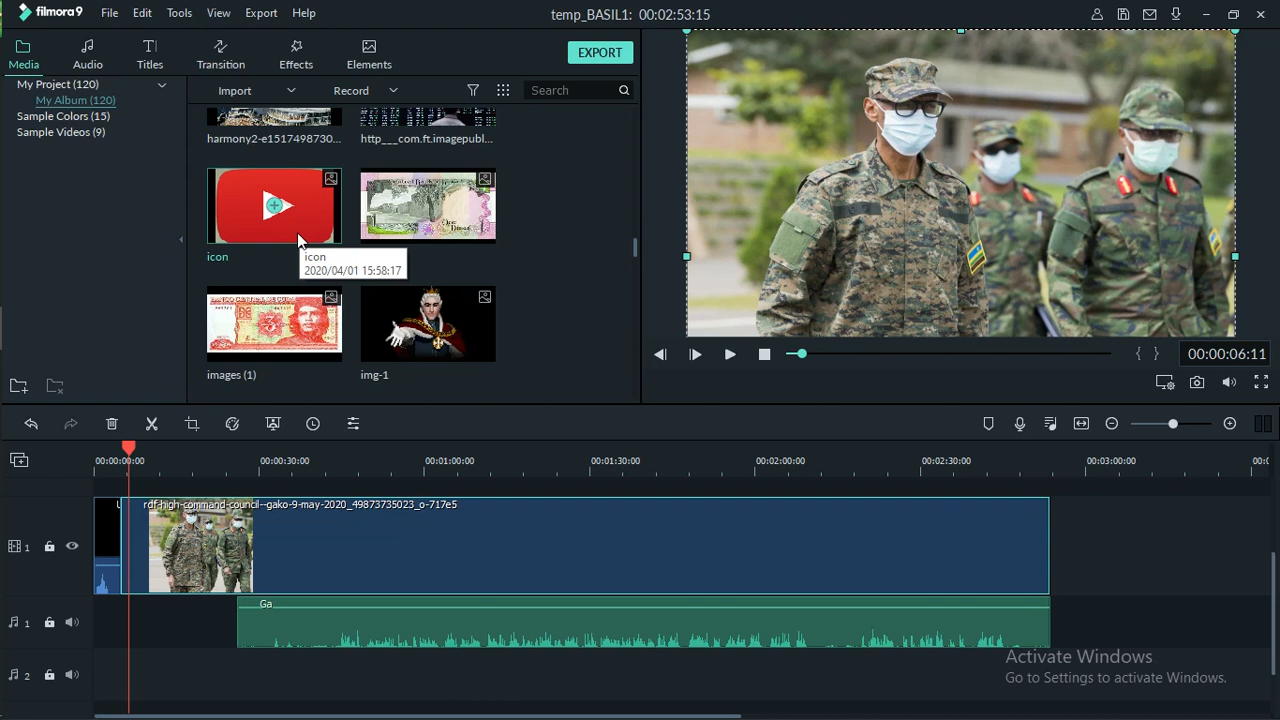 filmora9 File Edit Tools View Export Help temp_BASIL1: 00:02:53:15
Media Audio Titles Transition Effects Elements EXPORT
My Project (120)
My Album (120)
Sample Colors (15)
Sample Videos (9)
Import Record Search
harmony2-e1517498730... http___com.ft.imagepubl...
icon
icon
2020/04/01 15:58:17
images (1) img-1
{ } 00:00:06:11
00:00:00:00 00:00:30:00 00:01:00:00 00:01:30:00 00:02:00:00 00:02:30:00 00:03:00:00 00:0
rdf-high-command-council--gako-9-may-2020_49873735023_o-717e5
1
Ga
1
2
Activate Windows
Go to Settings to activate Windows.